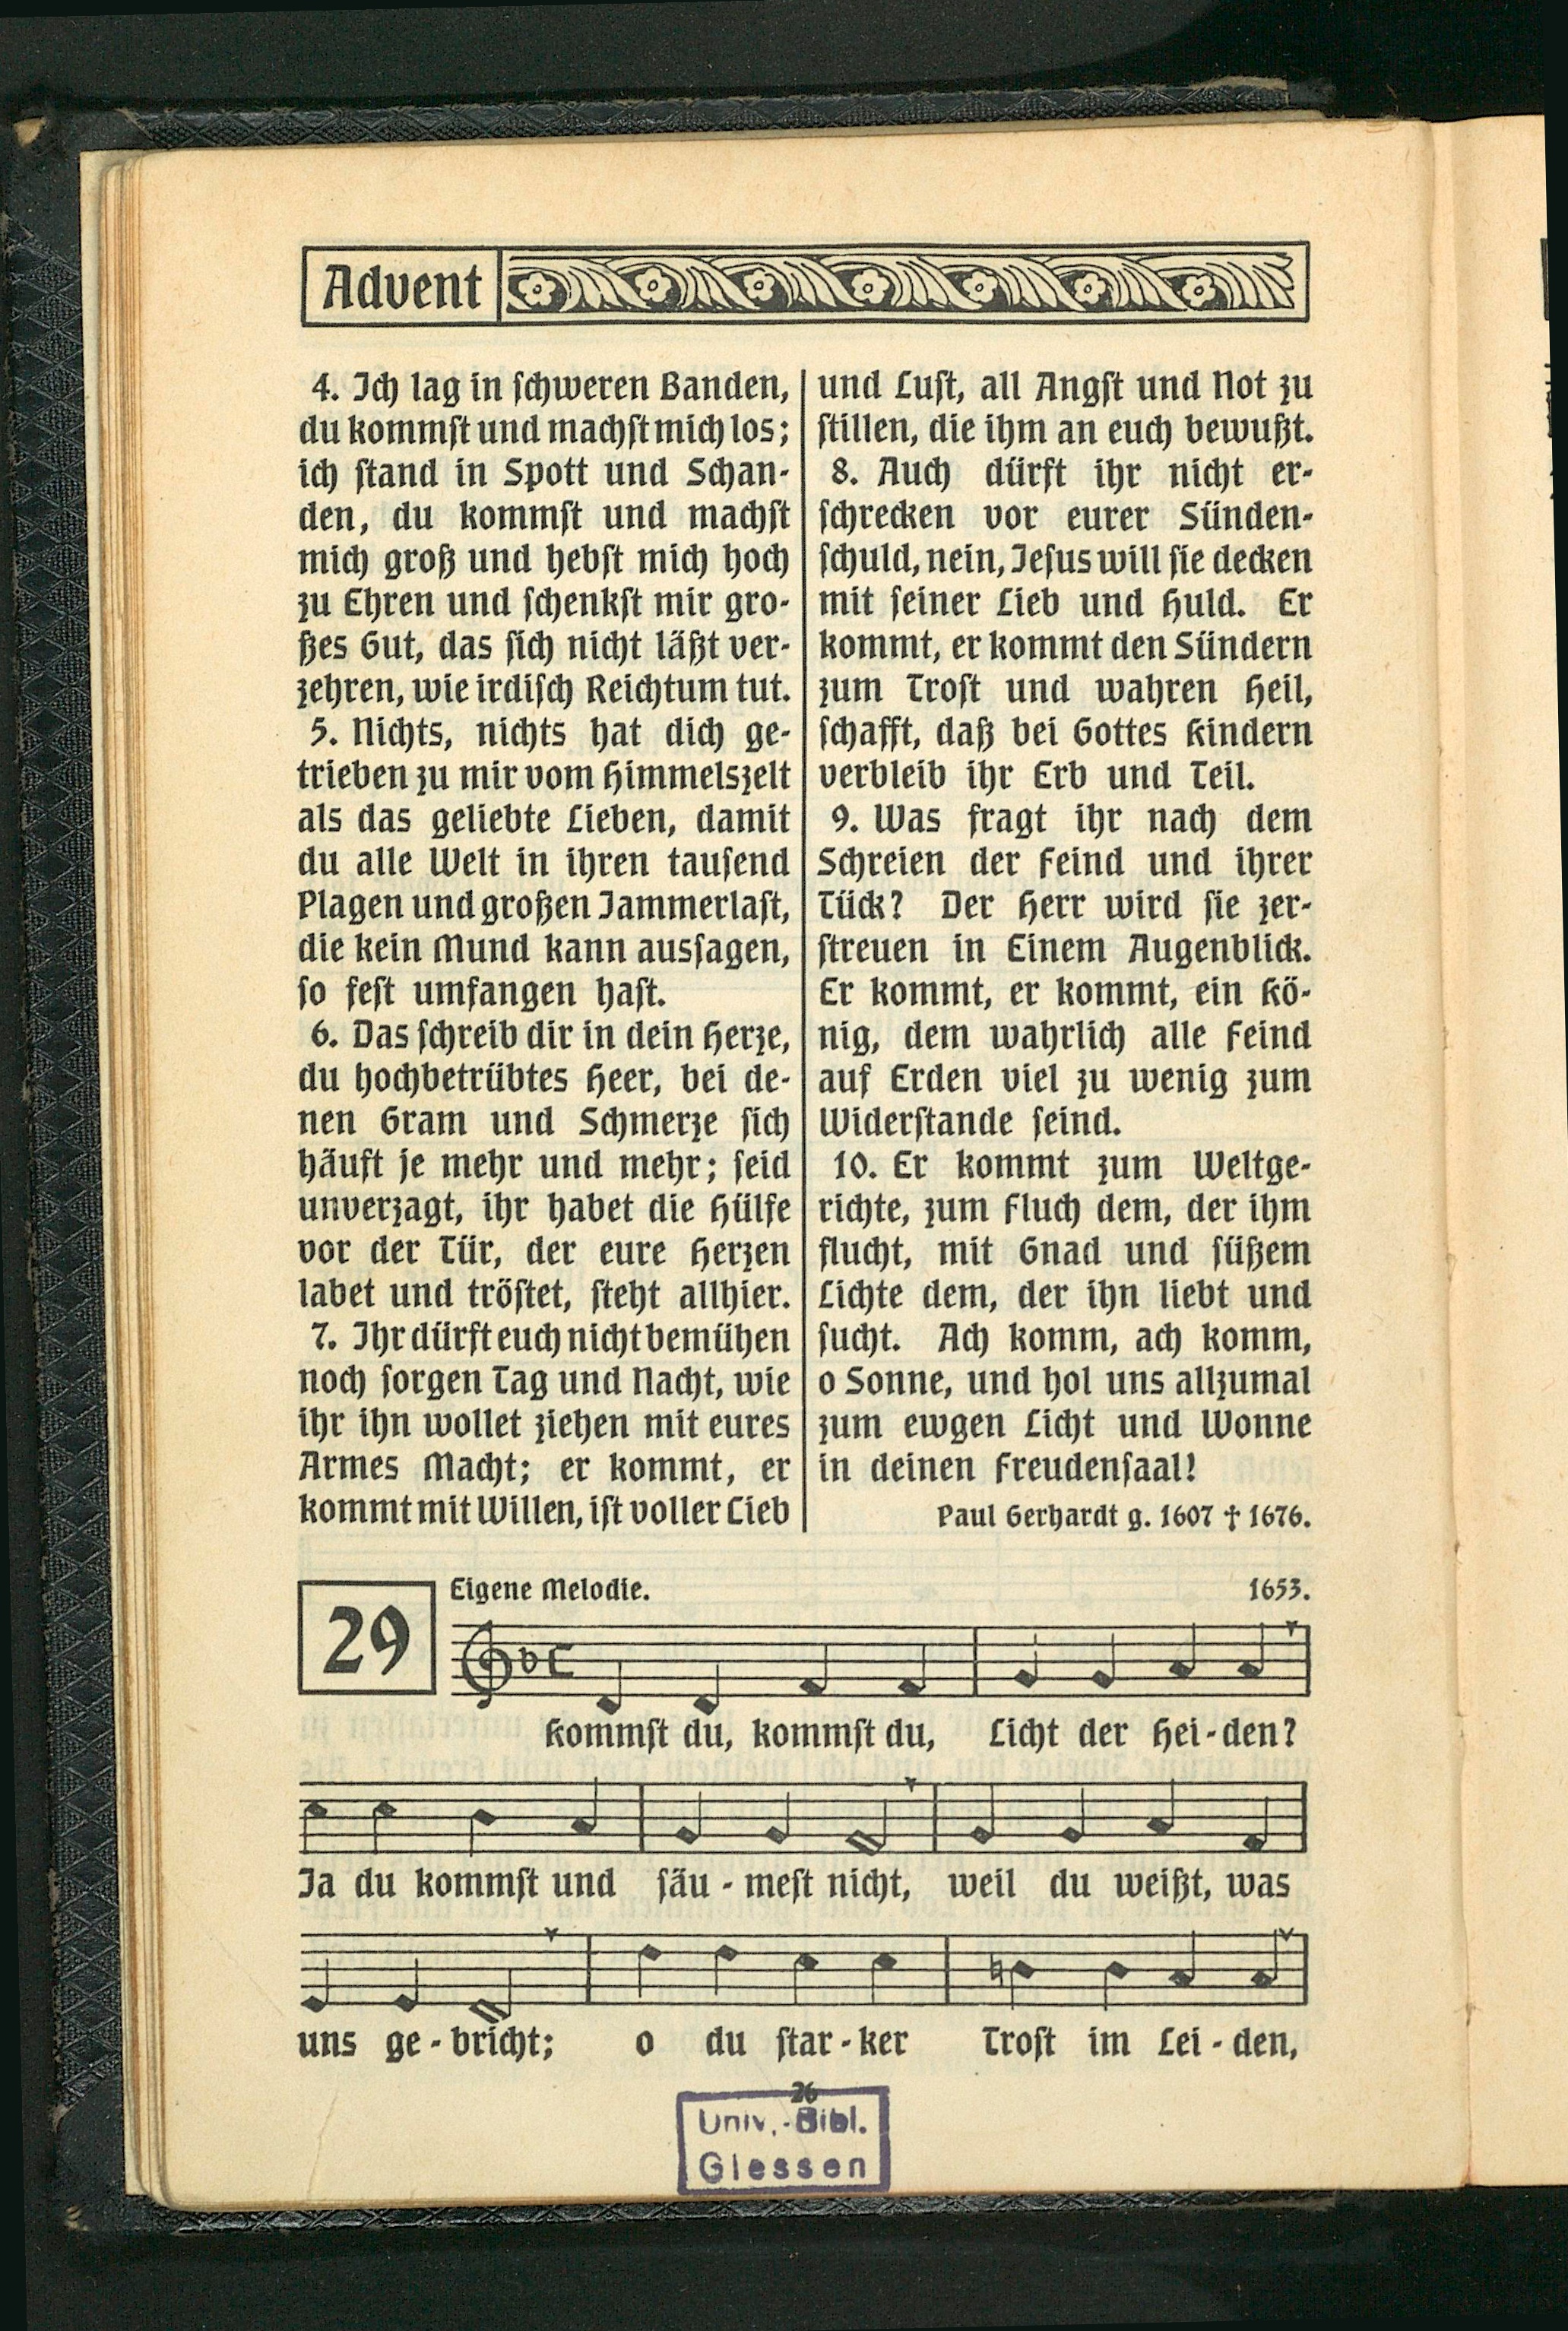 Advent
4. Ich lag in ſchweren Banden,
du kommſt und machſt mich los;
ich ſtand in Spott und Schan-
den, du kommſt und machſt
mich groß und hebſt mich hoch
zu Ehren und ſchenkſt mir gro-
ßes Gut, das ſich nicht läßt ver-
zehren, wie irdiſch Reichtum tut.
5. Nichts, nichts hat dich ge-
trieben zu mir vom Himmelszelt
als das geliebte Lieben, damit
du alle Welt in ihren tauſend
Plagen und großen Jammerlaſt,
die kein Mund kann ausſagen,
ſo feſt umfangen haſt.
6. Das ſchreib dir in dein Herze,
du hochbetrübtes Heer, bei de-
nen Gram und Schmerze ſich
häuft je mehr und mehr; ſeid
unverzagt, ihr habet die Hülfe
vor der Tür, der eure Herzen
labet und tröſtet, ſteht allhier.
7. Ihr dürft euch nicht bemühen
noch ſorgen Tag und Nacht, wie
ihr ihn wollet ziehen mit eures
Armes Macht; er kommt, er
kommt mit Willen, iſt voller Lieb
und Luſt, all Angſt und Not zu
ſtillen, die ihm an euch bewußt.
8. Auch dürft ihr nicht er-
ſchrecken vor eurer Sünden-
ſchuld, nein, Jeſus will ſie decken
mit ſeiner Lieb und Huld. Er
kommt, er kommt den Sündern
zum Troſt und wahren Heil,
ſchafft, daß bei Gottes Kindern
verbleib ihr Erb und Teil.
9. Was fragt ihr nach dem
Schreien der Feind und ihrer
Tück? Der Herr wird ſie zer-
ſtreuen in Einem Augenblick.
Er kommt, er kommt, ein Kö-
nig, dem wahrlich alle Feind
auf Erden viel zu wenig zum
Widerſtande ſeind.
10. Er kommt zum Weltge-
richte, zum Fluch dem, der ihm
flucht, mit Gnad und ſüßem
Lichte dem, der ihn liebt und
ſucht. Ach komm, ach komm,
o Sonne, und hol uns allzumal
zum ewgen Licht und Wonne
in deinen Freudenſaal!
Paul Gerhardt g. 1607 † 1676.
29
Eigene Melodie. 1653.
Kommſt du, kommſt du, Licht der Hei-den?
Ja du kommſt und ſäu-meſt nicht, weil du weißt, was
uns ge-bricht; o du ſtar-ker Troſt im Lei-den,
26
Univ.-Bibl.
Giessen